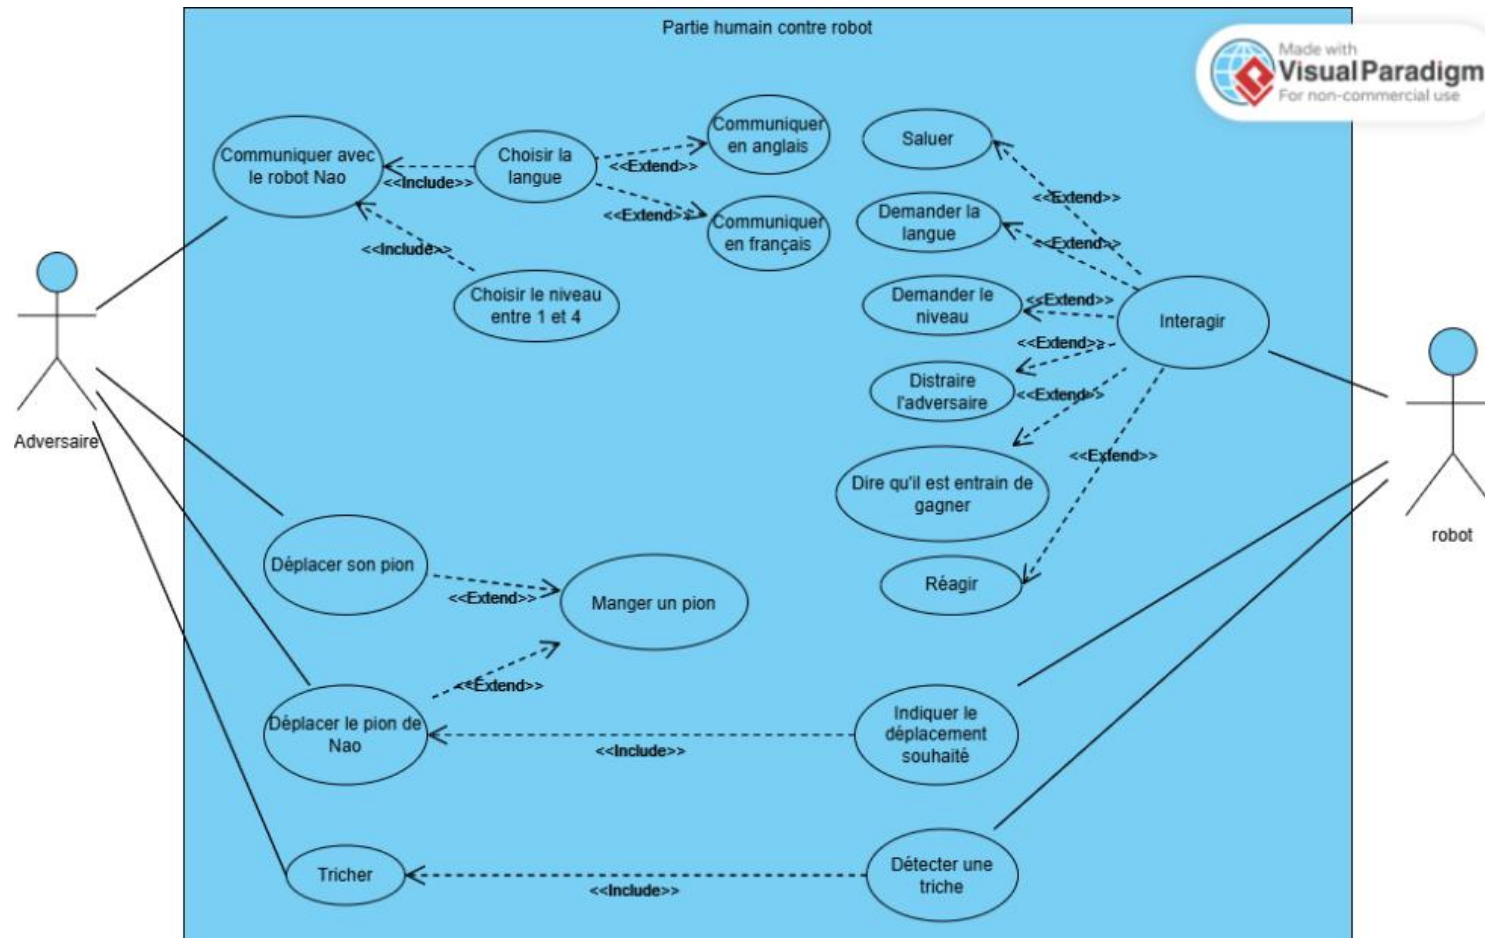 Partie humain contre robot
Made with
Visual Paradigm
For non-commercial use
Communiquer avec
le robot Nao
<<Include>>
Choisir la
langue
<<Extend>>
Communiquer
en anglais
<<Extend>>
Communiquer
en français
<<Include>>
Choisir le niveau
entre 1 et 4
Saluer
<<Extend>>
Demander la
langue
<<Extend>>
Demander le
niveau
<<Extend>>
Interagir
<<Extend>>
Distraire
l'adversaire
<<Extend>>
Dire qu'il est entrain de
gagner
<<Extend>>
Réagir
Adversaire
robot
Déplacer son pion
<<Extend>>
Manger un pion
<<Extend>>
Déplacer le pion de
Nao
<<Include>>
Indiquer le
déplacement
souhaité
Tricher
<<Include>>
Détecter une
triche